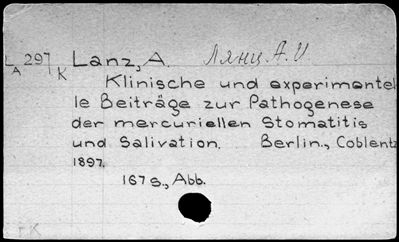 L 297 K Lanz, A. Лянц А. И.
A
Klinische und experimentel
le Beiträge zur Pathogenese
der mercuriellen Stomatitis
und Salivation. Berlin., Coblentz
1897.
167 S., Abb.